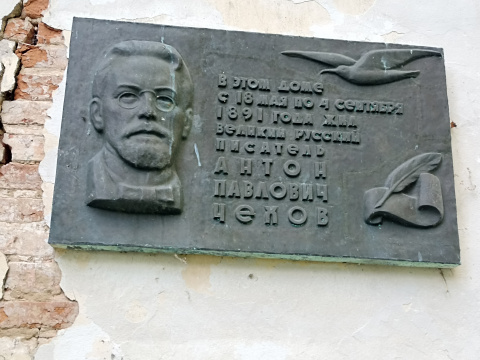 В ЭТОМ ДОМЕ
С 18 МАЯ ПО 4 СЕНТЯБРЯ
1891 ГОДА ЖИЛ
ВЕЛИКИЙ РУССКИЙ
ПИСАТЕЛЬ
АНТОН
ПАВЛОВИЧ
ЧЕХОВ